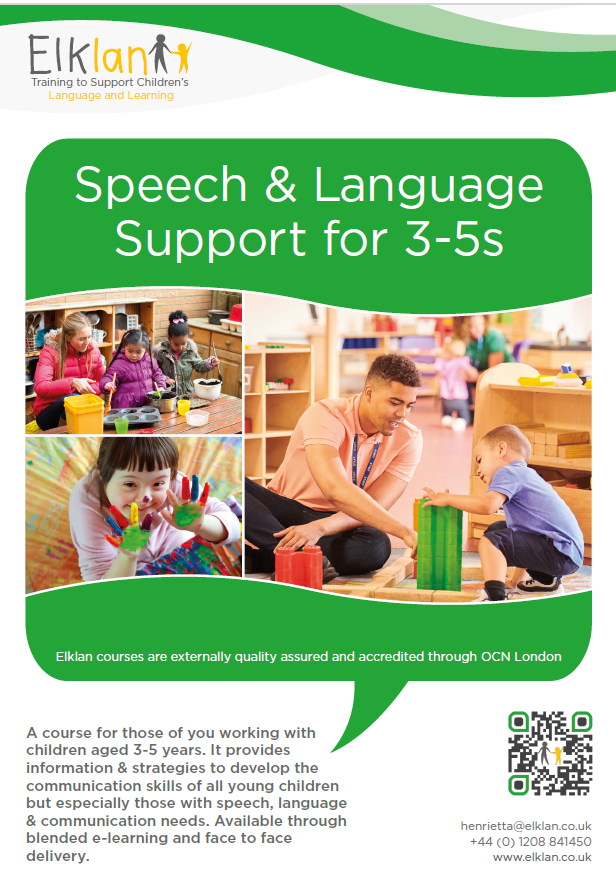 Elklan
Training to Support Children's
Language and Learning
Speech & Language
Support for 3-5s
Elklan courses are externally quality assured and accredited through OCN London
A course for those of you working with
children aged 3-5 years. It provides
information & strategies to develop the
communication skills of all young children
but especially those with speech, language
& communication needs. Available through
blended e-learning and face to face
delivery.
henrietta@elklan.co.uk
+44 (0) 1208 841450
www.elklan.co.uk